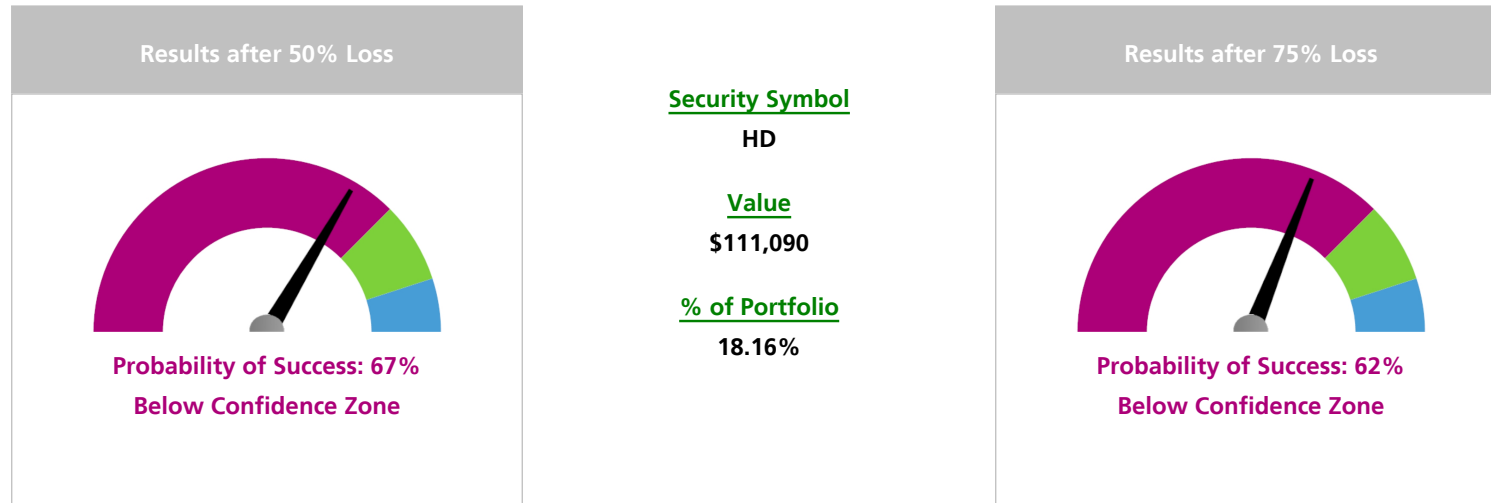 Results after 50% Loss
Probability of Success: 67%
Below Confidence Zone
Security Symbol
HD
Value
$111,090
% of Portfolio
18.16%
Results after 75% Loss
Probability of Success: 62%
Below Confidence Zone